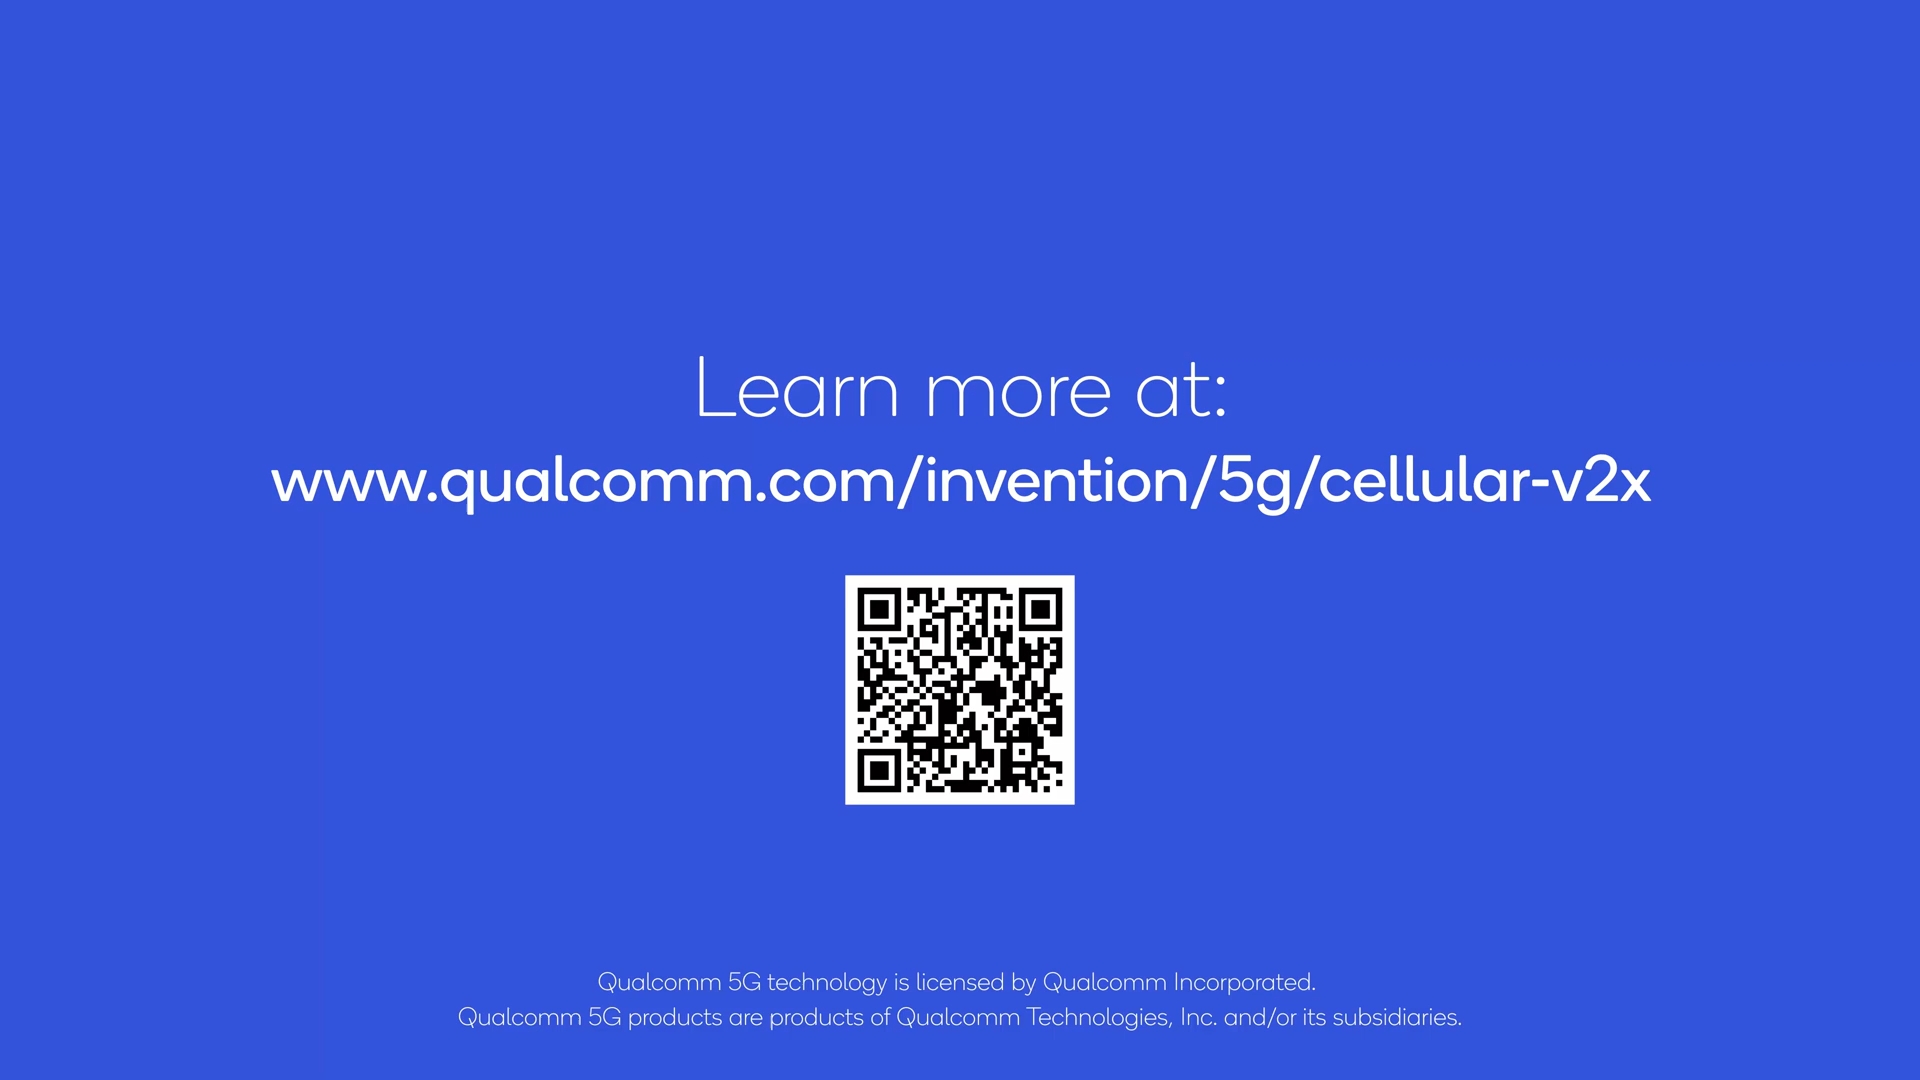 Learn more at:
www.qualcomm.com/invention/5g/cellular-v2x
Qualcomm 5G technology is licensed by Qualcomm Incorporated.
Qualcomm 5G products are products of Qualcomm Technologies, Inc. and/or its subsidiaries.